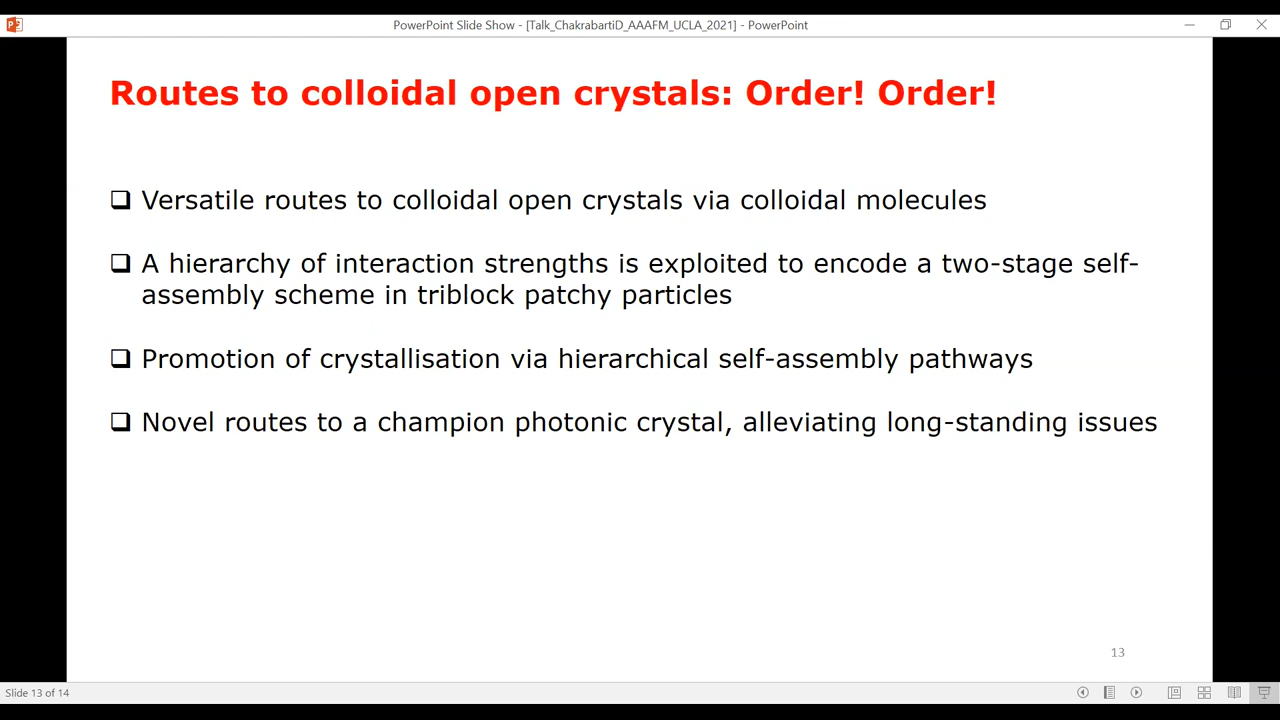 PowerPoint Slide Show - [Talk_ChakrabartiD_AAAFM_UCLA_2021] - PowerPoint
Routes to colloidal open crystals: Order! Order!
Versatile routes to colloidal open crystals via colloidal molecules
A hierarchy of interaction strengths is exploited to encode a two-stage self-
assembly scheme in triblock patchy particles
Promotion of crystallisation via hierarchical self-assembly pathways
Novel routes to a champion photonic crystal, alleviating long-standing issues
13
Slide 13 of 14